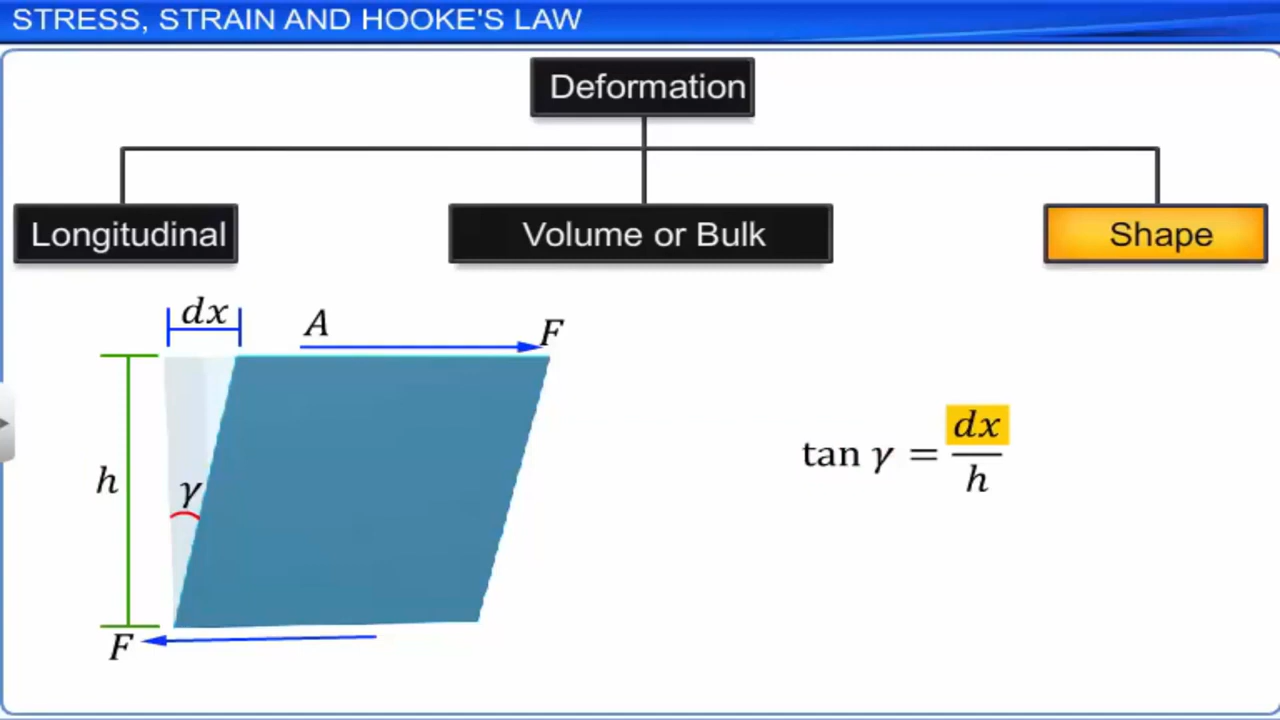 STRESS, STRAIN AND HOOKE'S LAW
Deformation
Longitudinal
Volume or Bulk
Shape
dx
A
F
h
γ
tan γ = dx/h
F